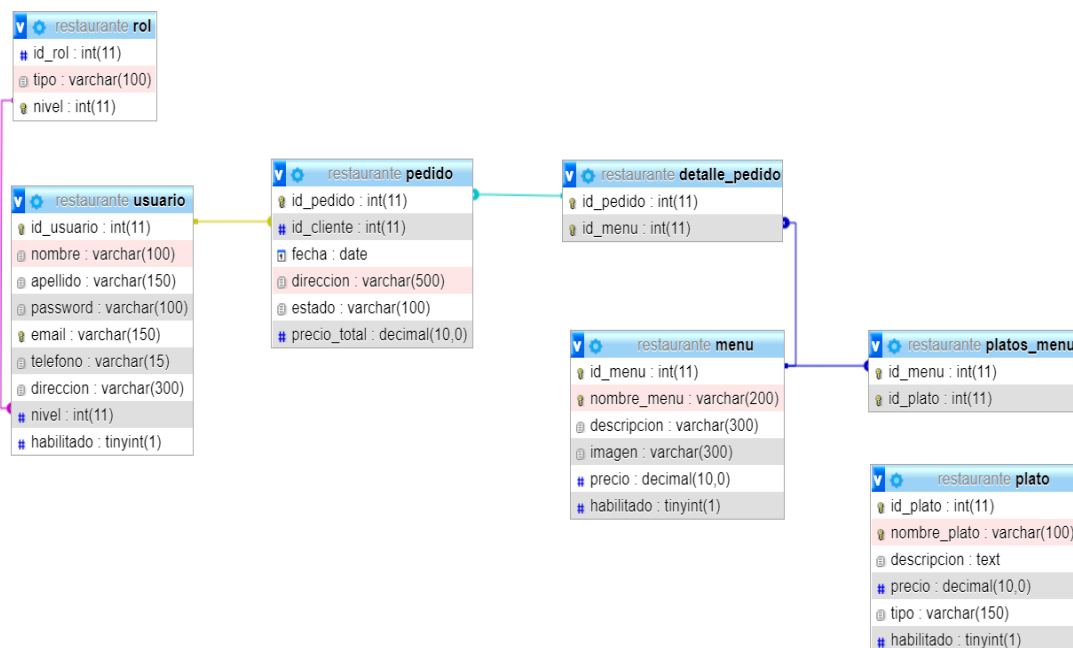 restaurante rol
id_rol : int(11)
tipo : varchar(100)
nivel : int(11)
restaurante usuario
id_usuario : int(11)
nombre : varchar(100)
apellido : varchar(150)
password : varchar(100)
email : varchar(150)
telefono : varchar(15)
direccion : varchar(300)
nivel : int(11)
habilitado : tinyint(1)
restaurante pedido
id_pedido : int(11)
id_cliente : int(11)
fecha : date
direccion : varchar(500)
estado : varchar(100)
precio_total : decimal(10,0)
restaurante detalle_pedido
id_pedido : int(11)
id_menu : int(11)
restaurante menu
id_menu : int(11)
nombre_menu : varchar(200)
descripcion : varchar(300)
imagen : varchar(300)
precio : decimal(10,0)
habilitado : tinyint(1)
restaurante platos_menu
id_menu : int(11)
id_plato : int(11)
restaurante plato
id_plato : int(11)
nombre_plato : varchar(100)
descripcion : text
precio : decimal(10,0)
tipo : varchar(150)
habilitado : tinyint(1)